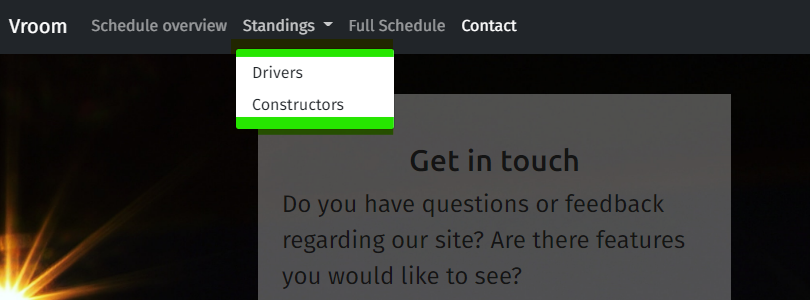 Vroom Schedule overview Standings Full Schedule Contact
Drivers
Constructors
Get in touch
Do you have questions or feedback
regarding our site? Are there features
you would like to see?